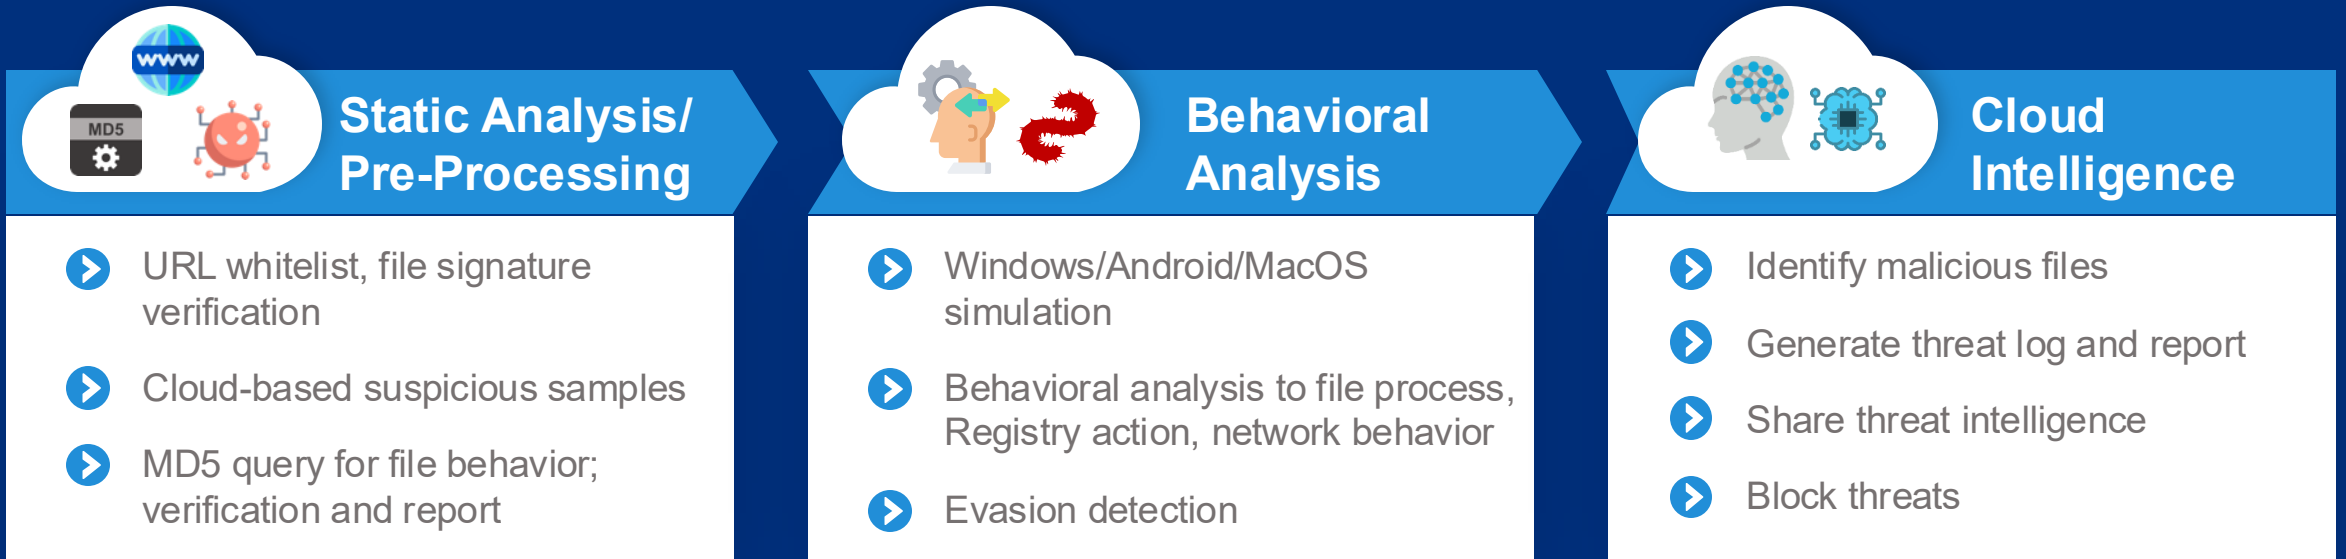 WWW
MD5
Static Analysis/
Pre-Processing
URL whitelist, file signature
verification
Cloud-based suspicious samples
MD5 query for file behavior;
verification and report
Behavioral
Analysis
Windows/Android/MacOS
simulation
Behavioral analysis to file process,
Registry action, network behavior
Evasion detection
Cloud
Intelligence
Identify malicious files
Generate threat log and report
Share threat intelligence
Block threats